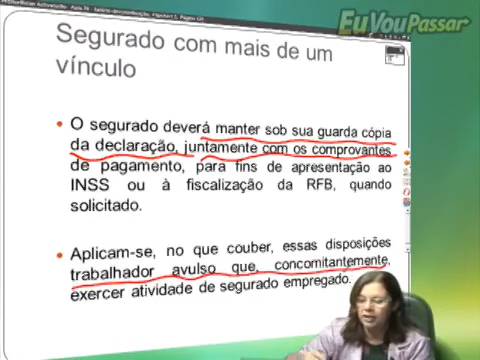 EuVouPassar
Segurado com mais de um
vínculo
• O segurado deverá manter sob sua guarda cópia
da declaração, juntamente com os comprovantes
de pagamento, para fins de apresentação ao
INSS ou à fiscalização da RFB, quando
solicitado.
• Aplicam-se, no que couber, essas disposições
trabalhador avulso que, concomitantemente,
exercer atividade de segurado empregado.